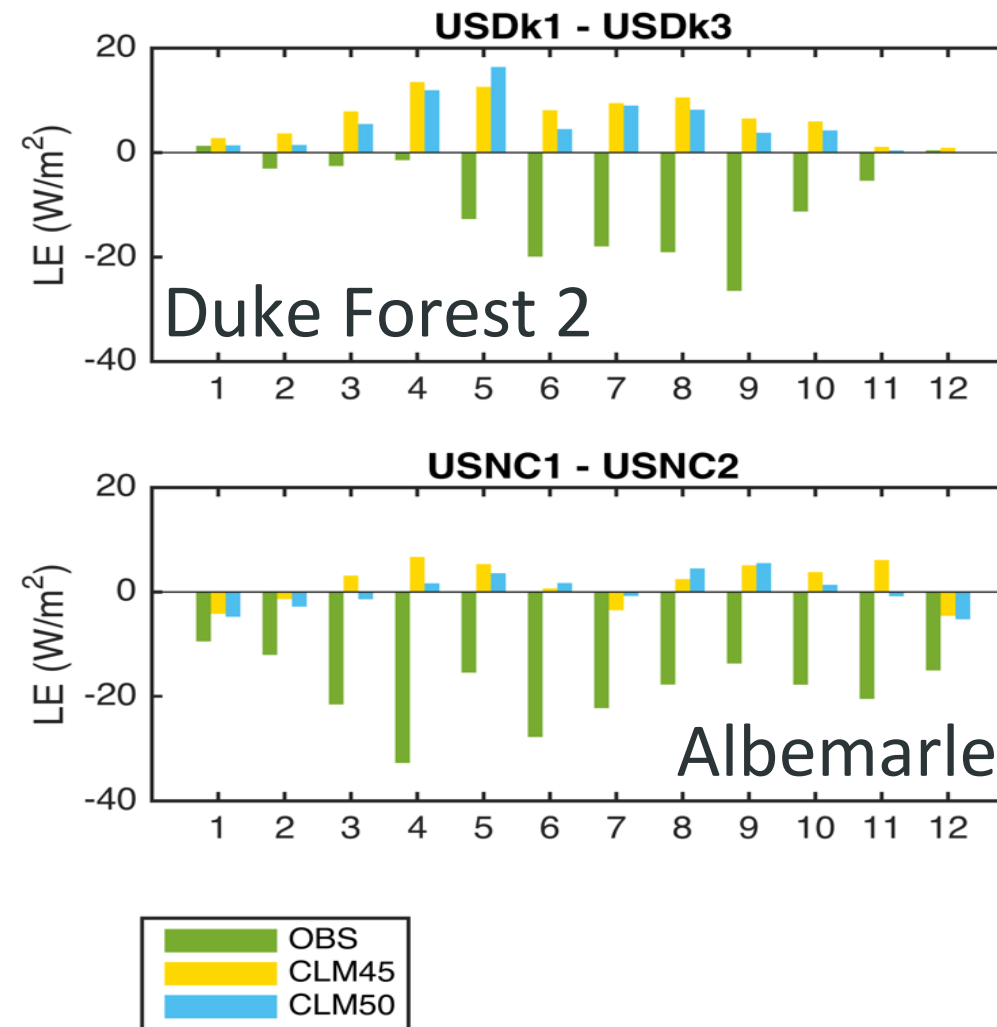 USDk1 - USDk3
20
0
-20
-40
LE (W/m²)
Duke Forest 2
1 2 3 4 5 6 7 8 9 10 11 12
USNC1 - USNC2
20
0
-20
-40
LE (W/m²)
Albemarle
1 2 3 4 5 6 7 8 9 10 11 12
OBS
CLM45
CLM50